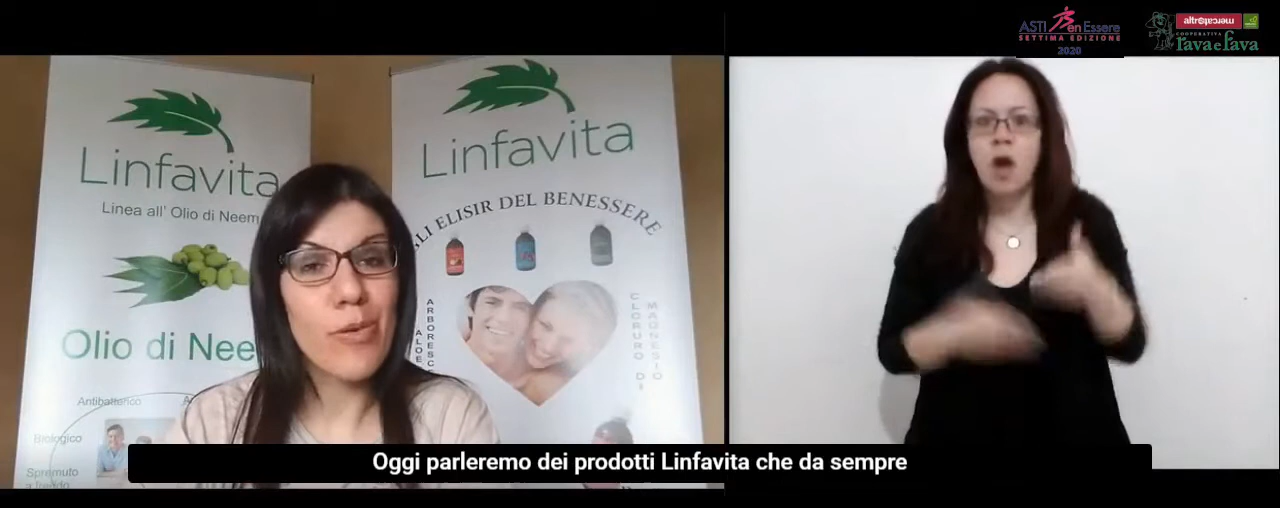 ASTI BenEssere
SETTIMA EDIZIONE
2020
altromercato
COOPERATIVA
rava e fava
Linfavita
Linea all' Olio di Neem
Olio di Nee
Antibatterico
Biologico
Spremuto
a freddo
Linfavita
GLI ELISIR DEL BENESSERE
ALOE
ARBORESC
CLORURO DI
MAGNESIO
Oggi parleremo dei prodotti Linfavita che da sempre